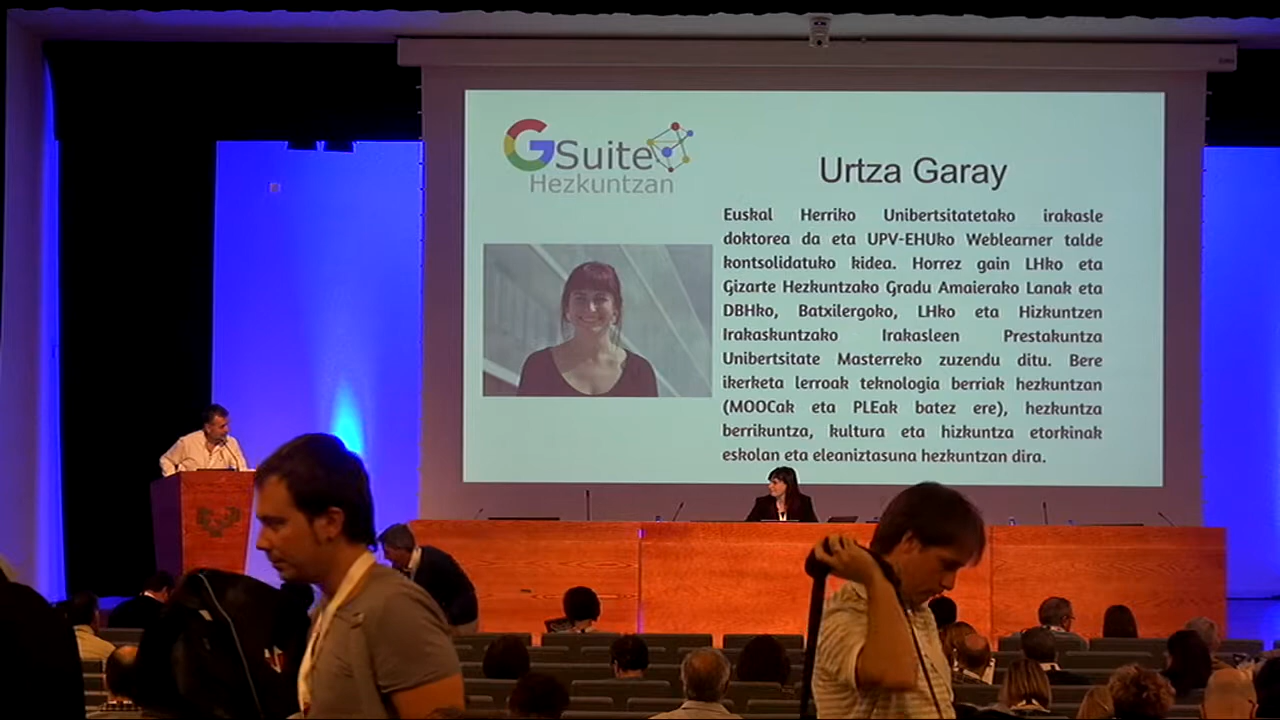 GSuite
Hezkuntzan
Urtza Garay
Euskal Herriko Unibertsitatetako irakasle
doktorea da eta UPV-EHUko Weblearner talde
kontsolidatuko kidea. Horrez gain LHko eta
Gizarte Hezkuntzako Gradu Amaierako Lanak eta
DBHko, Batxilergoko, LHko eta Hizkuntzen
Irakaskuntzako Irakasleen Prestakuntza
Unibertsitate Masterreko zuzendu ditu. Bere
ikerketa lerroak teknologia berriak hezkuntzan
(MOOCak eta PLEak batez ere), hezkuntza
berrikuntza, kultura eta hizkuntza etorkinak
eskolan eta eleaniztasuna hezkuntzan dira.